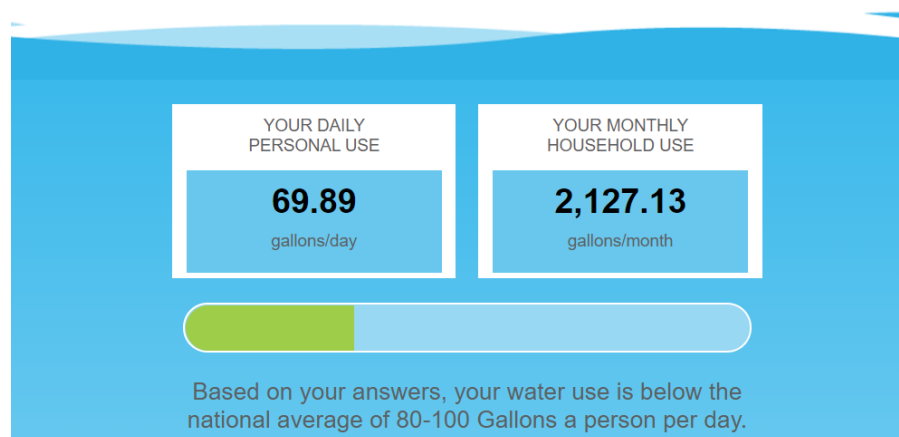 YOUR DAILY
PERSONAL USE
69.89
gallons/day
YOUR MONTHLY
HOUSEHOLD USE
2,127.13
gallons/month
Based on your answers, your water use is below the
national average of 80-100 Gallons a person per day.